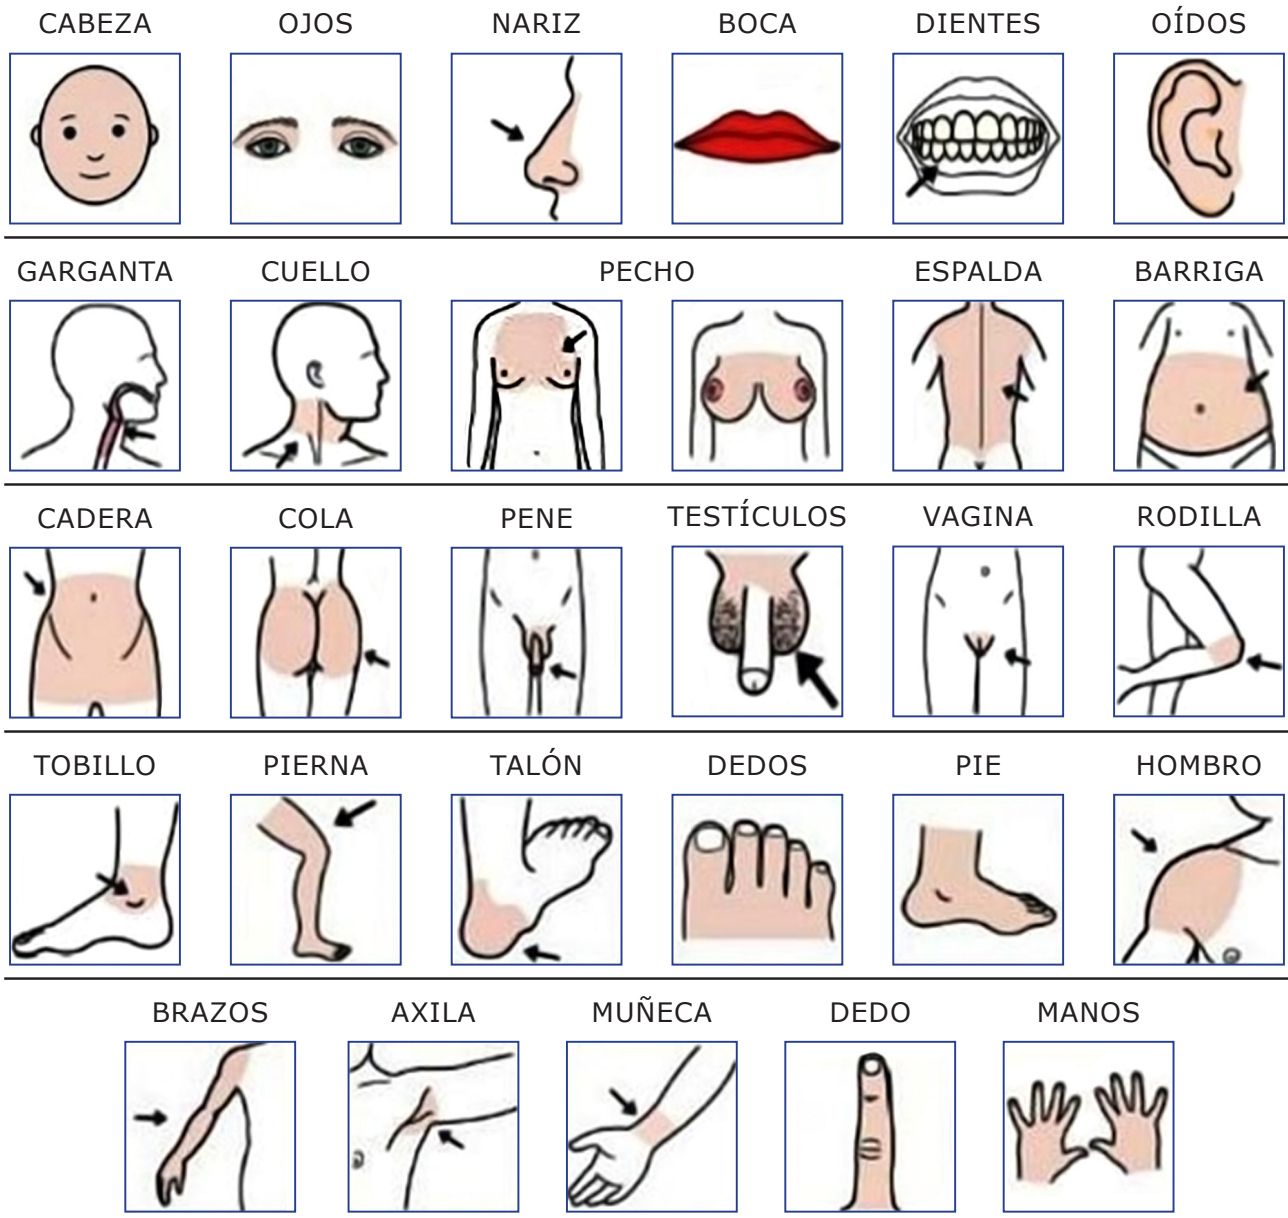 CABEZA OJOS NARIZ BOCA DIENTES OÍDOS
GARGANTA CUELLO PECHO ESPALDA BARRIGA
CADERA COLA PENE TESTÍCULOS VAGINA RODILLA
TOBILLO PIERNA TALÓN DEDOS PIE HOMBRO
BRAZOS AXILA MUÑECA DEDO MANOS